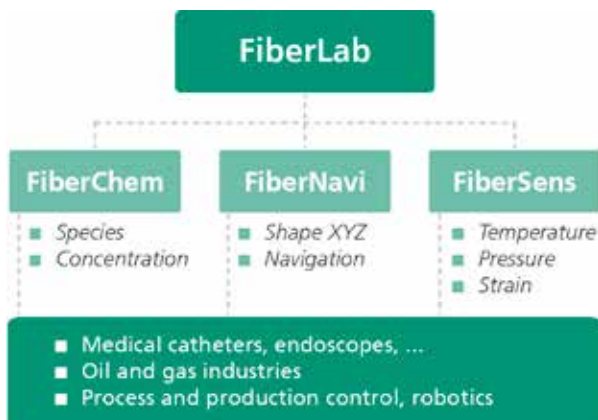 FiberLab
FiberChem
Species
Concentration
FiberNavi
Shape XYZ
Navigation
FiberSens
Temperature
Pressure
Strain
Medical catheters, endoscopes, ...
Oil and gas industries
Process and production control, robotics